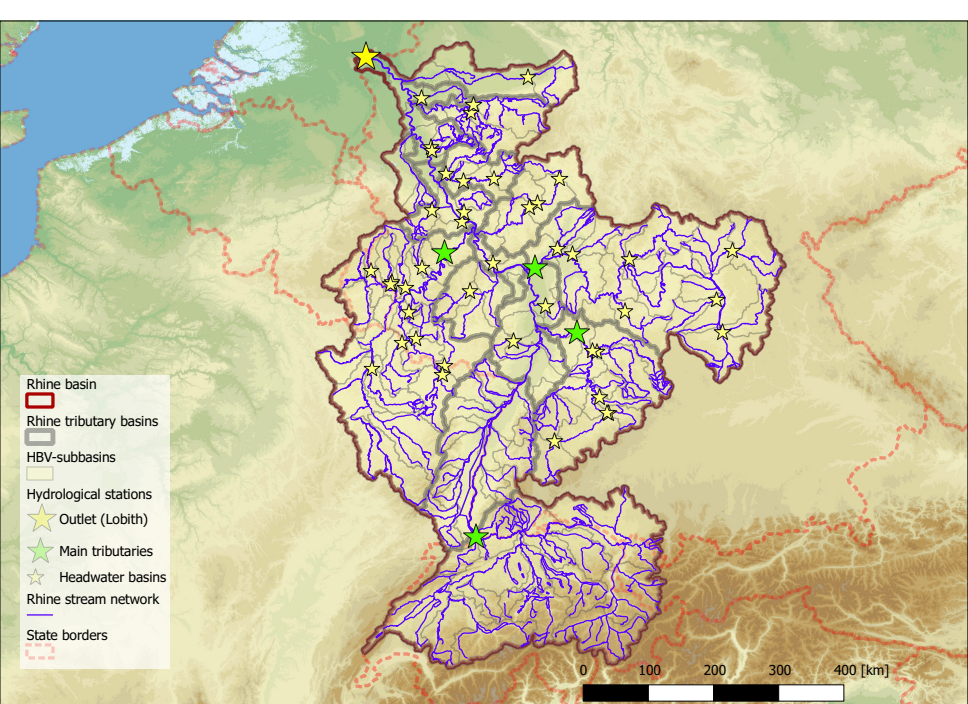 Rhine basin
Rhine tributary basins
HBV-subbasins
Hydrological stations
Outlet (Lobith)
Main tributaries
Headwater basins
Rhine stream network
State borders
0 100 200 300 400 [km]